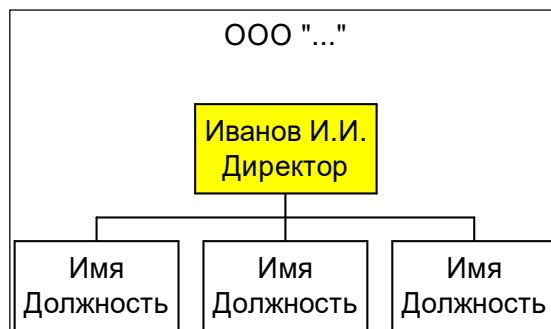 ООО "..."
Иванов И.И.
Директор
Имя
Должность
Имя
Должность
Имя
Должность